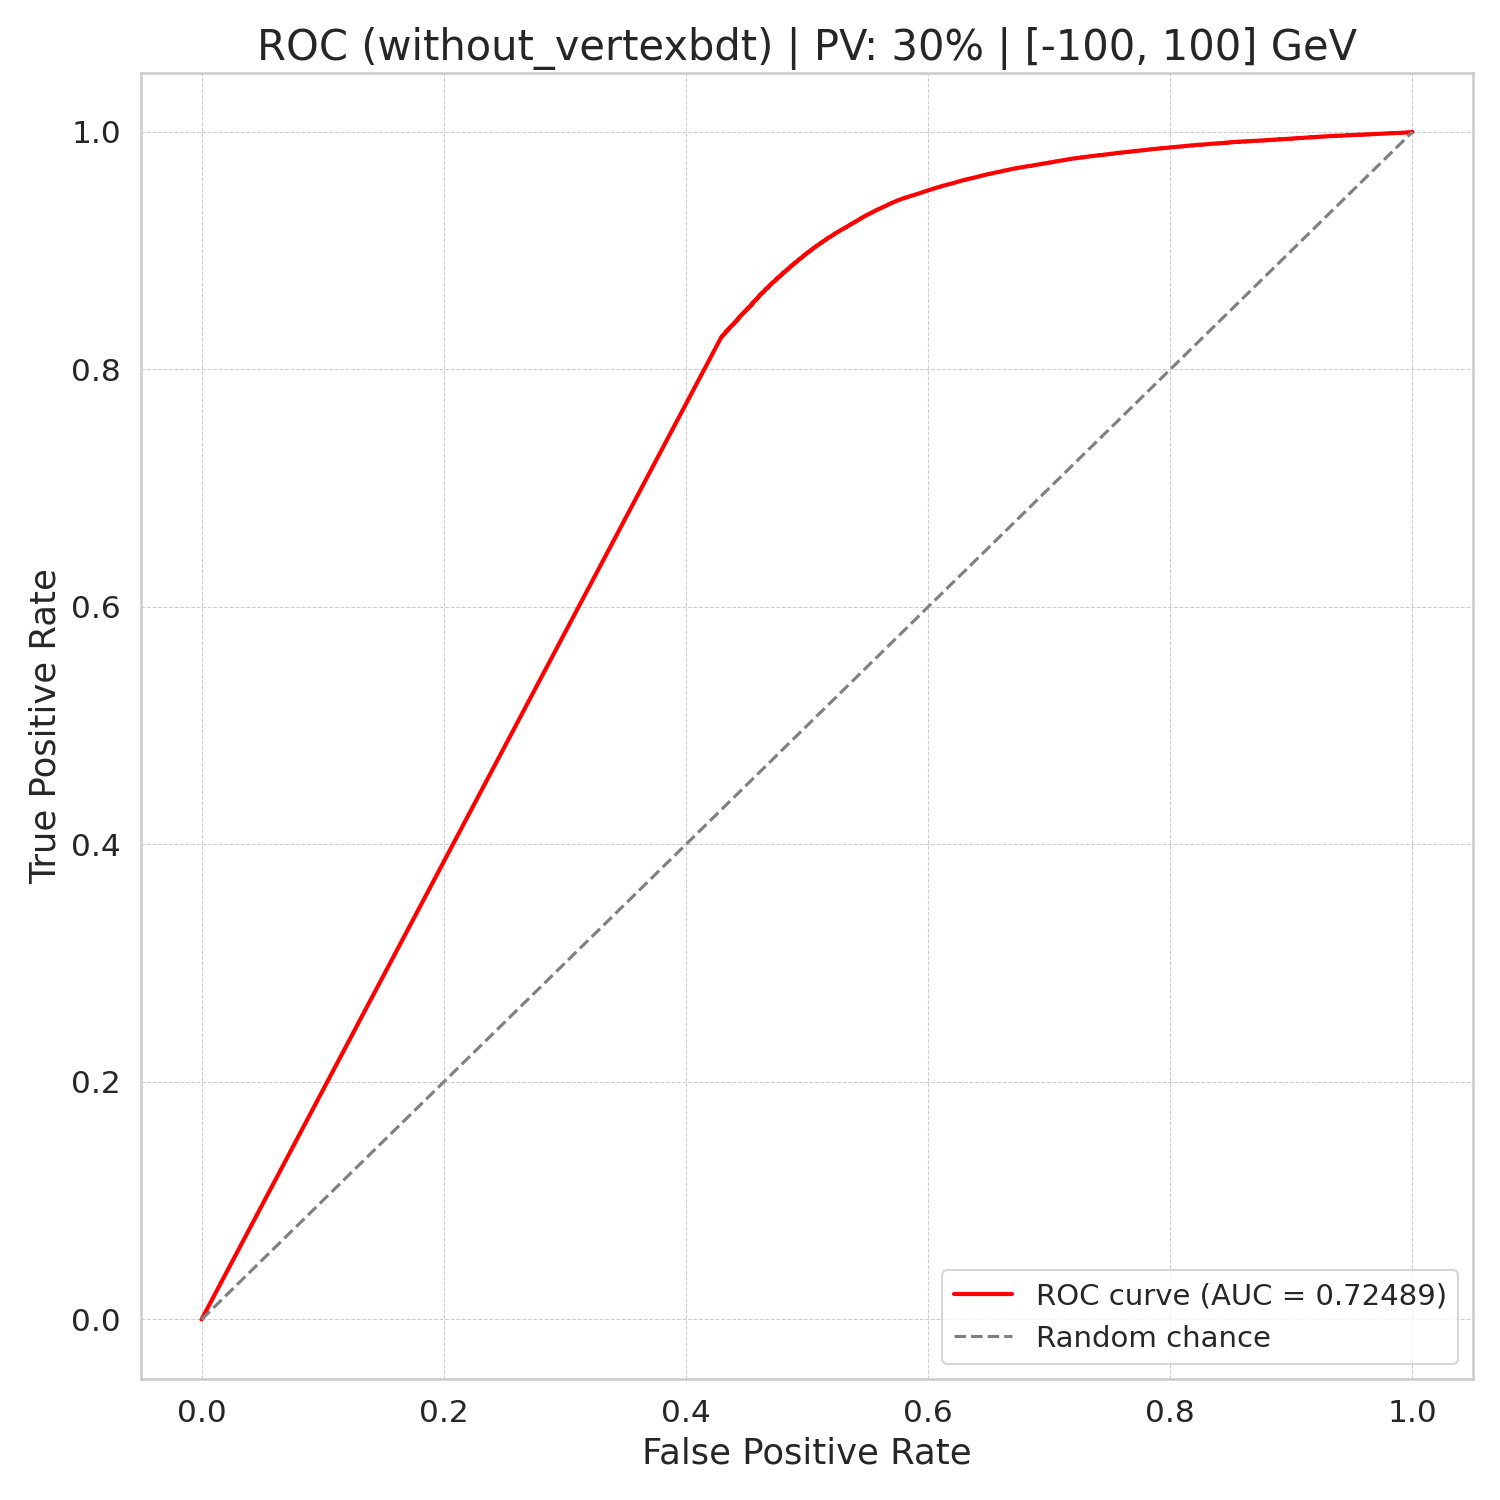 ROC (without_vertexbdt) | PV: 30% | [-100, 100] GeV
True Positive Rate
1.0
0.8
0.6
0.4
0.2
0.0
0.0 0.2 0.4 0.6 0.8 1.0
False Positive Rate
ROC curve (AUC = 0.72489)
Random chance